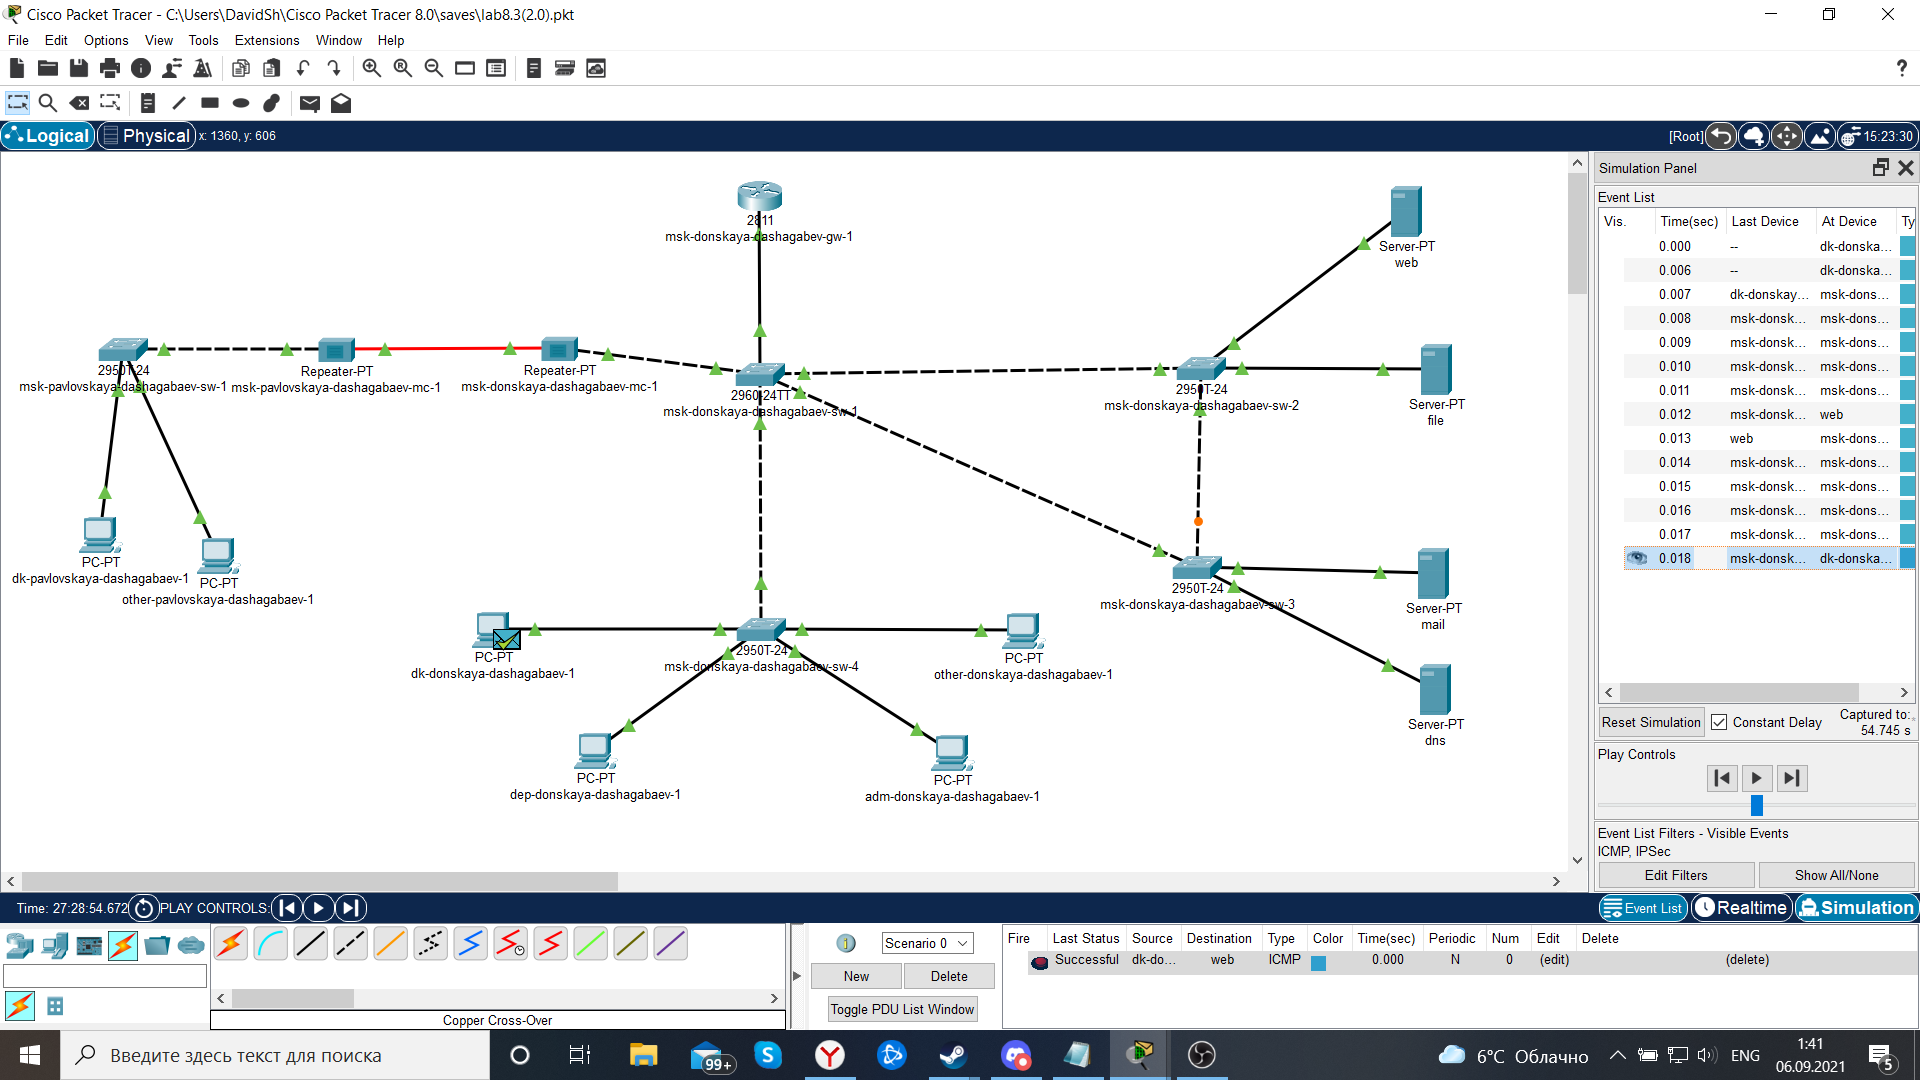 Cisco Packet Tracer - C:\Users\DavidSh\Cisco Packet Tracer 8.0\saves\lab8.3(2.0).pkt
File Edit Options View Tools Extensions Window Help
Logical Physical x: 1360, y: 606 [Root] 15:23:30
2811
msk-donskaya-dashagabev-gw-1
Server-PT
web
2950T-24
msk-pavlovskaya-dashagabaev-sw-1
Repeater-PT
msk-pavlovskaya-dashagabaev-mc-1
Repeater-PT
msk-donskaya-dashagabaev-mc-1
2960-24TT
msk-donskaya-dashagabaev-sw-1
2950T-24
msk-donskaya-dashagabaev-sw-2
Server-PT
file
PC-PT
dk-pavlovskaya-dashagabaev-1
PC-PT
other-pavlovskaya-dashagabaev-1
2950T-24
msk-donskaya-dashagabaev-sw-3
Server-PT
mail
PC-PT
dk-donskaya-dashagabaev-1
2950T-24
msk-donskaya-dashagabaev-sw-4
PC-PT
other-donskaya-dashagabaev-1
Server-PT
dns
PC-PT
dep-donskaya-dashagabaev-1
PC-PT
adm-donskaya-dashagabaev-1
Simulation Panel
Event List
Vis. Time(sec) Last Device At Device Ty
0.000 -- dk-donska...
0.006 -- dk-donska...
0.007 dk-donskay... msk-dons...
0.008 msk-donsk... msk-dons...
0.009 msk-donsk... msk-dons...
0.010 msk-donsk... msk-dons...
0.011 msk-donsk... msk-dons...
0.012 msk-donsk... web
0.013 web msk-dons...
0.014 msk-donsk... msk-dons...
0.015 msk-donsk... msk-dons...
0.016 msk-donsk... msk-dons...
0.017 msk-donsk... msk-dons...
0.018 msk-donsk... dk-donska...
Reset Simulation Constant Delay Captured to:
54.745 s
Play Controls
Event List Filters - Visible Events
ICMP, IPSec
Edit Filters Show All/None
Time: 27:28:54.672 PLAY CONTROLS: Event List Realtime Simulation
Scenario 0
New Delete
Toggle PDU List Window
Copper Cross-Over
Fire Last Status Source Destination Type Color Time(sec) Periodic Num Edit Delete
Successful dk-do... web ICMP 0.000 N 0 (edit) (delete)
Введите здесь текст для поиска
99+
6°C Облачно
ENG
1:41
06.09.2021
5